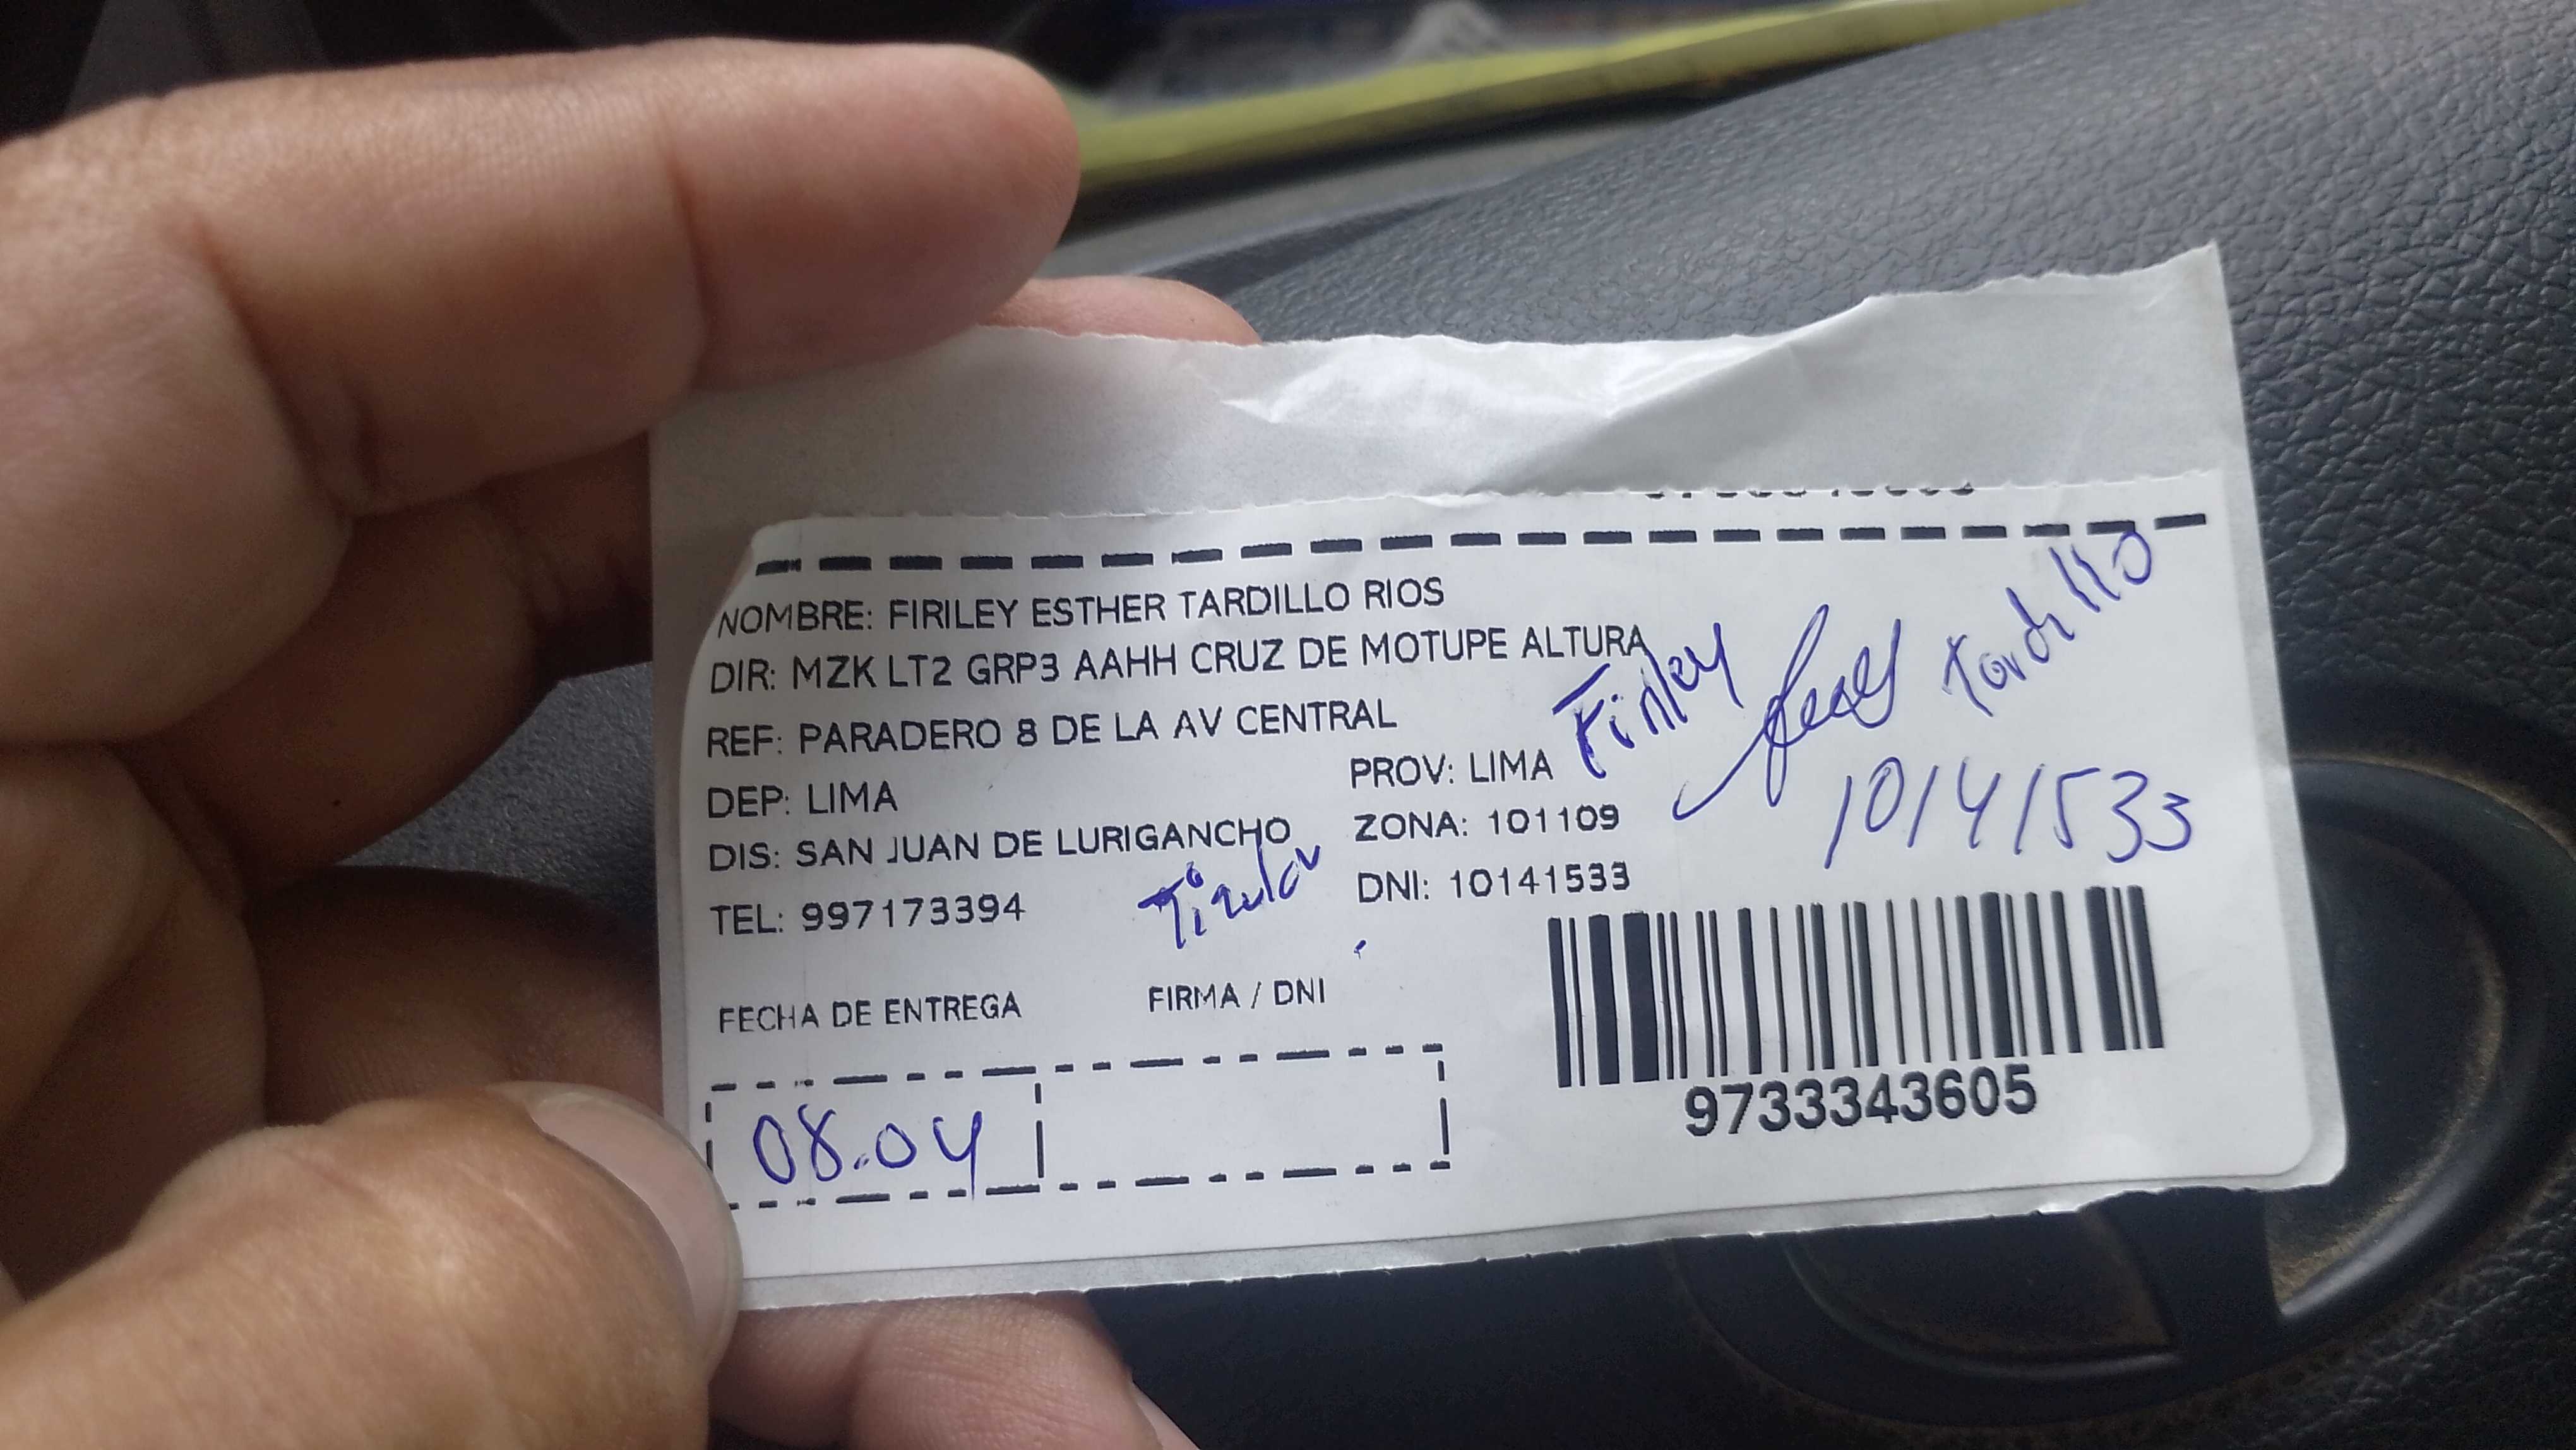 NOMBRE: FIRILEY ESTHER TARDILLO RIOS
DIR: MZK LT2 GRP3 AAHH CRUZ DE MOTUPE ALTURA
REF: PARADERO 8 DE LA AV CENTRAL
DEP: LIMA
PROV: LIMA
DIS: SAN JUAN DE LURIGANCHO
ZONA: 101109
TEL: 997173394
DNI: 10141533
Firiley
Tardillo
10141533
Titular
FECHA DE ENTREGA
FIRMA / DNI
08.04
9733343605